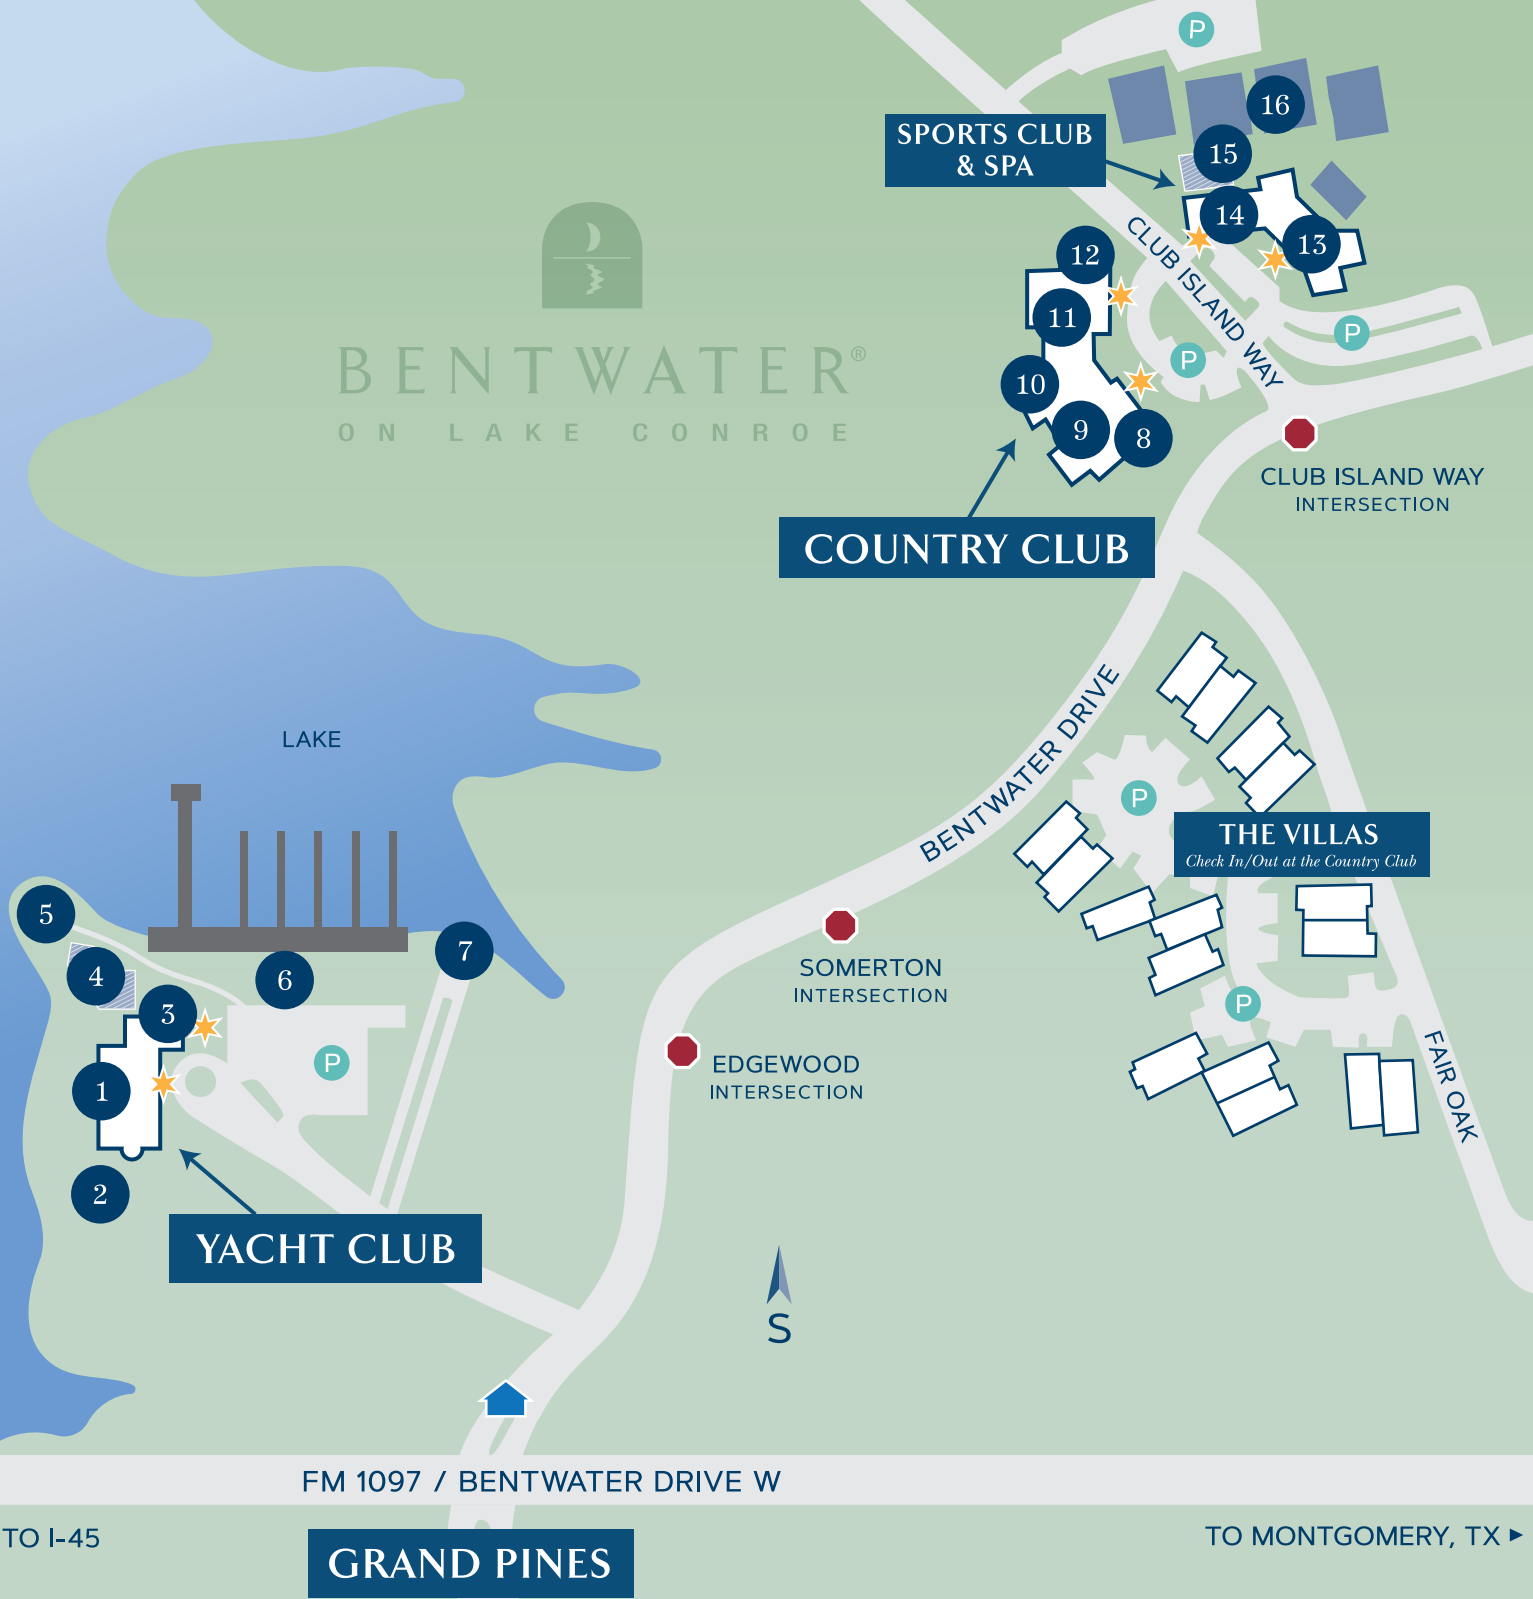 P
16
SPORTS CLUB
& SPA
15
14
13
12
CLUB ISLAND WAY
11
P
P
BENTWATER®
ON LAKE CONROE
10
9
8
CLUB ISLAND WAY
INTERSECTION
COUNTRY CLUB
BENTWATER DRIVE
LAKE
P
THE VILLAS
Check In/Out at the Country Club
5
4
3
6
7
SOMERTON
INTERSECTION
P
EDGEWOOD
INTERSECTION
P
1
FAIR OAK
2
YACHT CLUB
S
FM 1097 / BENTWATER DRIVE W
TO I-45
TO MONTGOMERY, TX ►
GRAND PINES